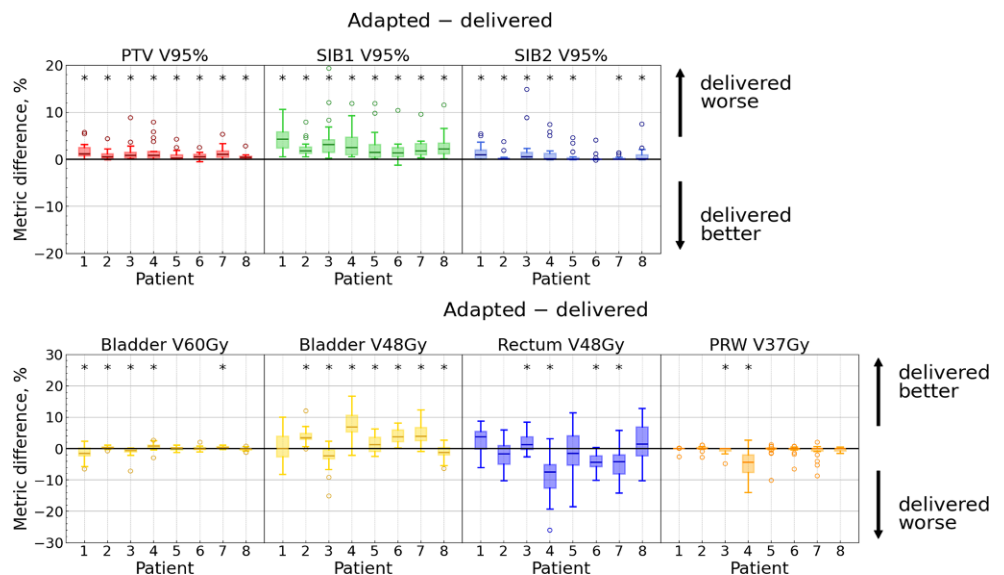 Adapted − delivered
PTV V95% SIB1 V95% SIB2 V95%
20
* * * * * * * * * * * * * * * * * * * * * * *
10
0
−10
−20
Metric difference, %
1 2 3 4 5 6 7 8 1 2 3 4 5 6 7 8 1 2 3 4 5 6 7 8
Patient Patient Patient
delivered
worse
delivered
better
Adapted − delivered
Bladder V60Gy Bladder V48Gy Rectum V48Gy PRW V37Gy
30
* * * * * * * * * * * * * * * * * *
20
10
0
−10
−20
−30
Metric difference, %
1 2 3 4 5 6 7 8 1 2 3 4 5 6 7 8 1 2 3 4 5 6 7 8 1 2 3 4 5 6 7 8
Patient Patient Patient Patient
delivered
better
delivered
worse